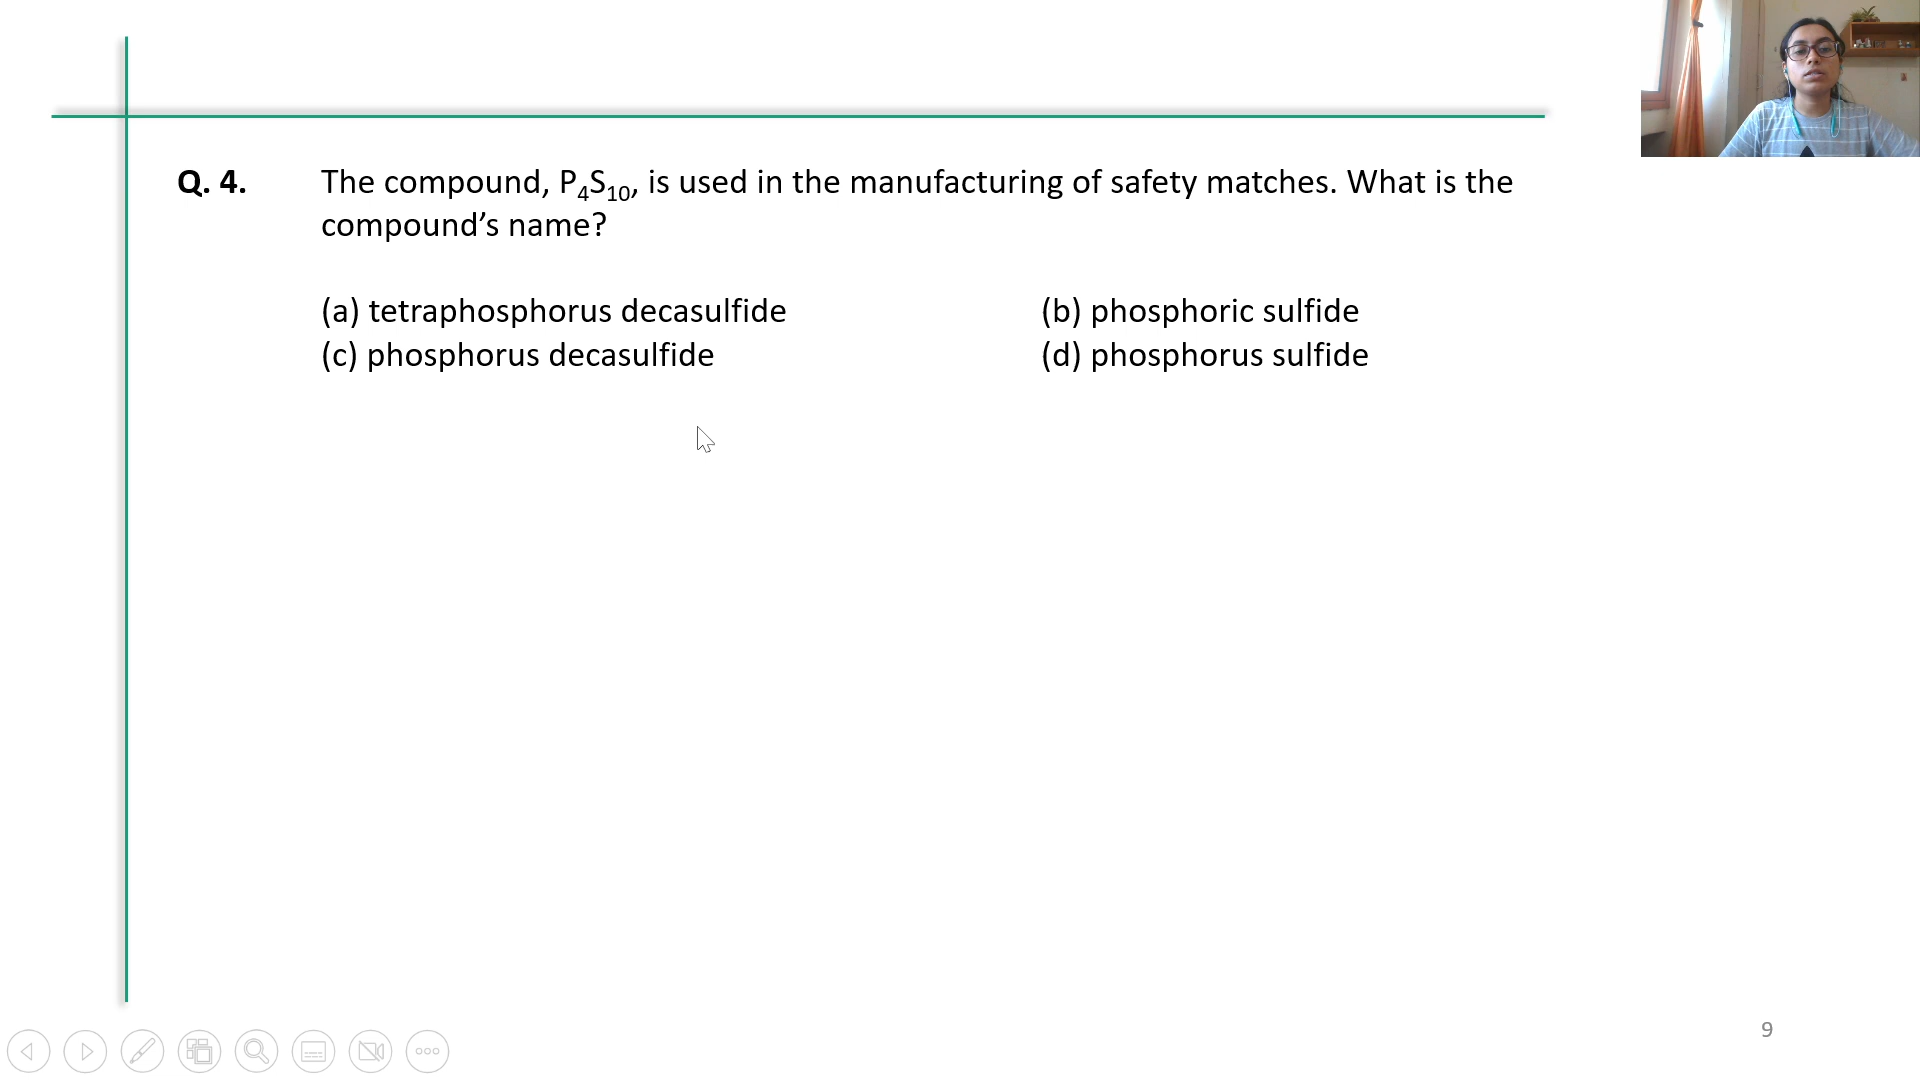 Q. 4. The compound, P₄S₁₀, is used in the manufacturing of safety matches. What is the
compound’s name?
(a) tetraphosphorus decasulfide (b) phosphoric sulfide
(c) phosphorus decasulfide (d) phosphorus sulfide
9